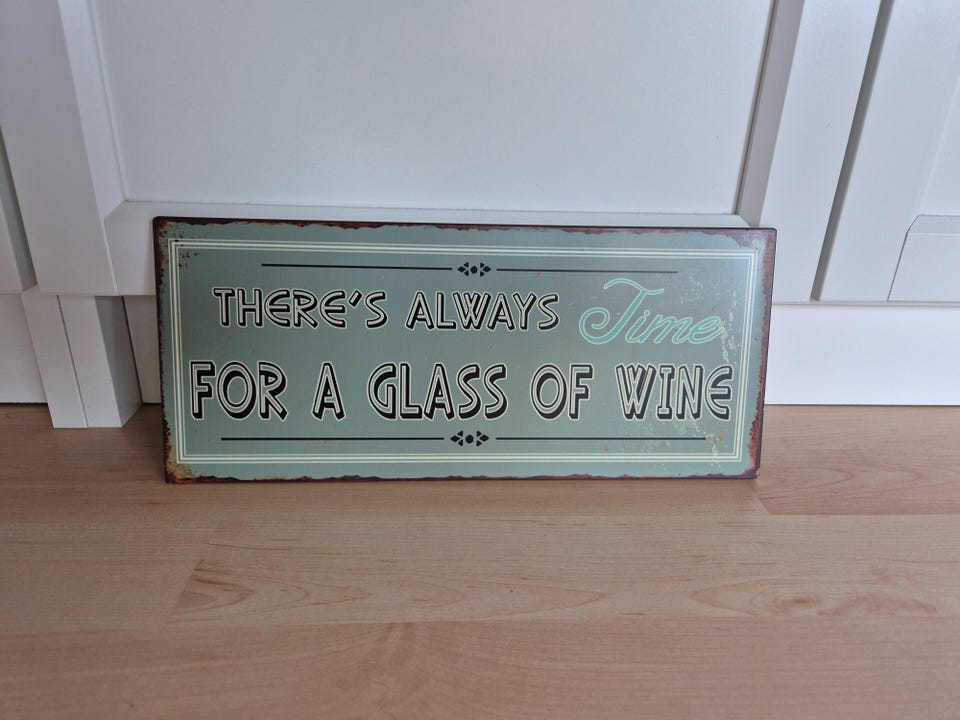 THERE'S ALWAYS Time
FOR A GLASS OF WINE